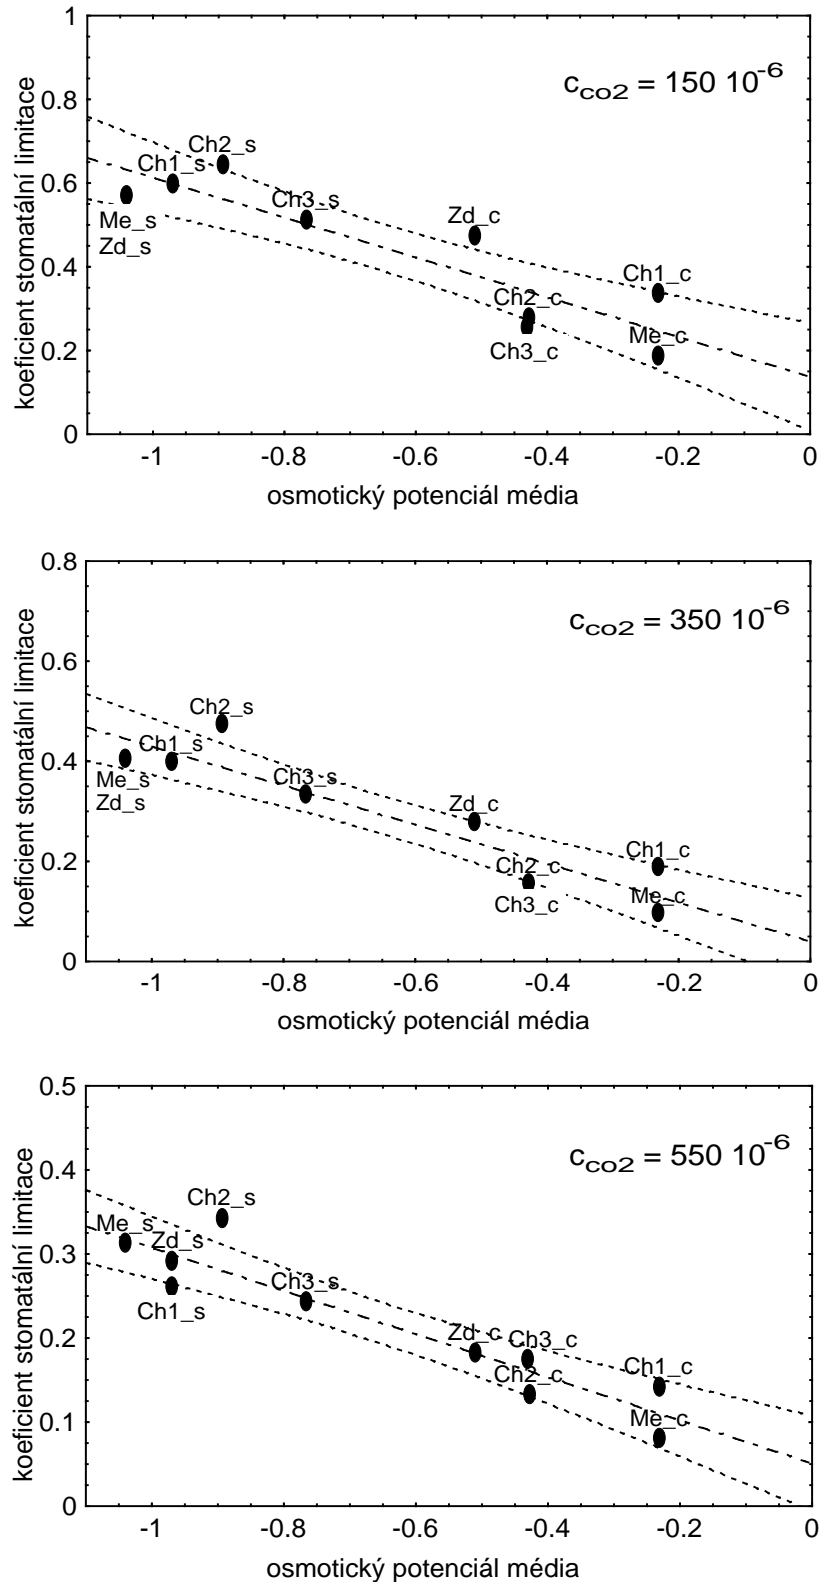 koeficient stomatální limitace
1
0.8
0.6
0.4
0.2
0
c_co2 = 150 10^-6
Ch2_s
Ch1_s
Me_s
Zd_s
Ch3_s
Zd_c
Ch2_c
Ch3_c
Ch1_c
Me_c
-1 -0.8 -0.6 -0.4 -0.2 0
osmotický potenciál média
koeficient stomatální limitace
0.8
0.6
0.4
0.2
0
c_co2 = 350 10^-6
Ch2_s
Ch1_s
Me_s
Zd_s
Ch3_s
Zd_c
Ch2_c
Ch3_c
Ch1_c
Me_c
-1 -0.8 -0.6 -0.4 -0.2 0
osmotický potenciál média
koeficient stomatální limitace
0.5
0.4
0.3
0.2
0.1
0
c_co2 = 550 10^-6
Ch2_s
Me_s
Zd_s
Ch1_s
Ch3_s
Zd_c
Ch3_c
Ch2_c
Ch1_c
Me_c
-1 -0.8 -0.6 -0.4 -0.2 0
osmotický potenciál média